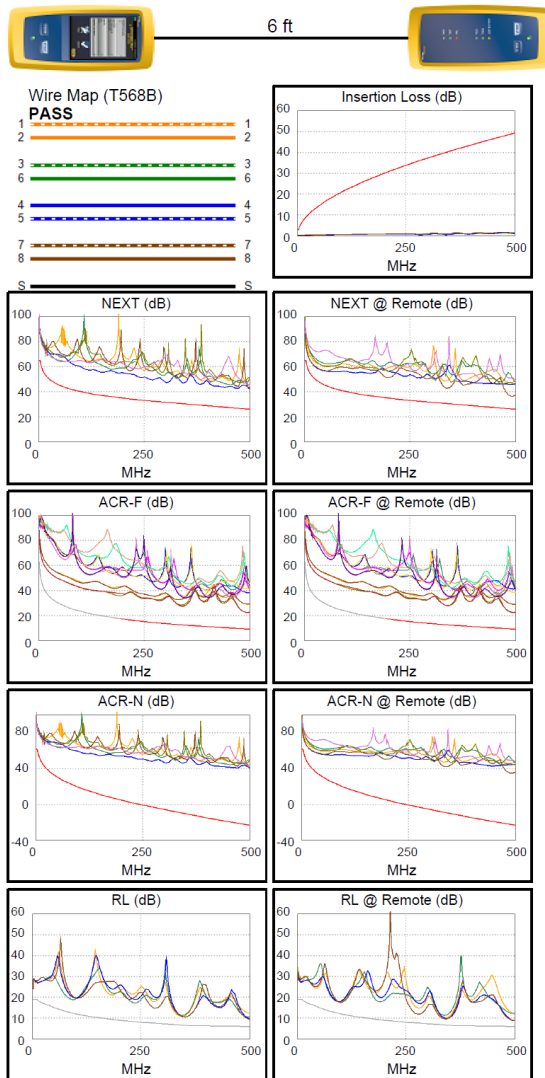 6 ft
Wire Map (T568B)
PASS
1 1
2 2
3 3
6 6
4 4
5 5
7 7
8 8
S S
Insertion Loss (dB)
60
50
40
30
20
10
0
0 250 500
MHz
NEXT (dB)
100
80
60
40
20
0
0 250 500
MHz
NEXT @ Remote (dB)
100
80
60
40
20
0
0 250 500
MHz
ACR-F (dB)
100
80
60
40
20
0
0 250 500
MHz
ACR-F @ Remote (dB)
100
80
60
40
20
0
0 250 500
MHz
ACR-N (dB)
80
40
0
-40
0 250 500
MHz
ACR-N @ Remote (dB)
80
40
0
-40
0 250 500
MHz
RL (dB)
60
50
40
30
20
10
0
0 250 500
MHz
RL @ Remote (dB)
60
50
40
30
20
10
0
0 250 500
MHz